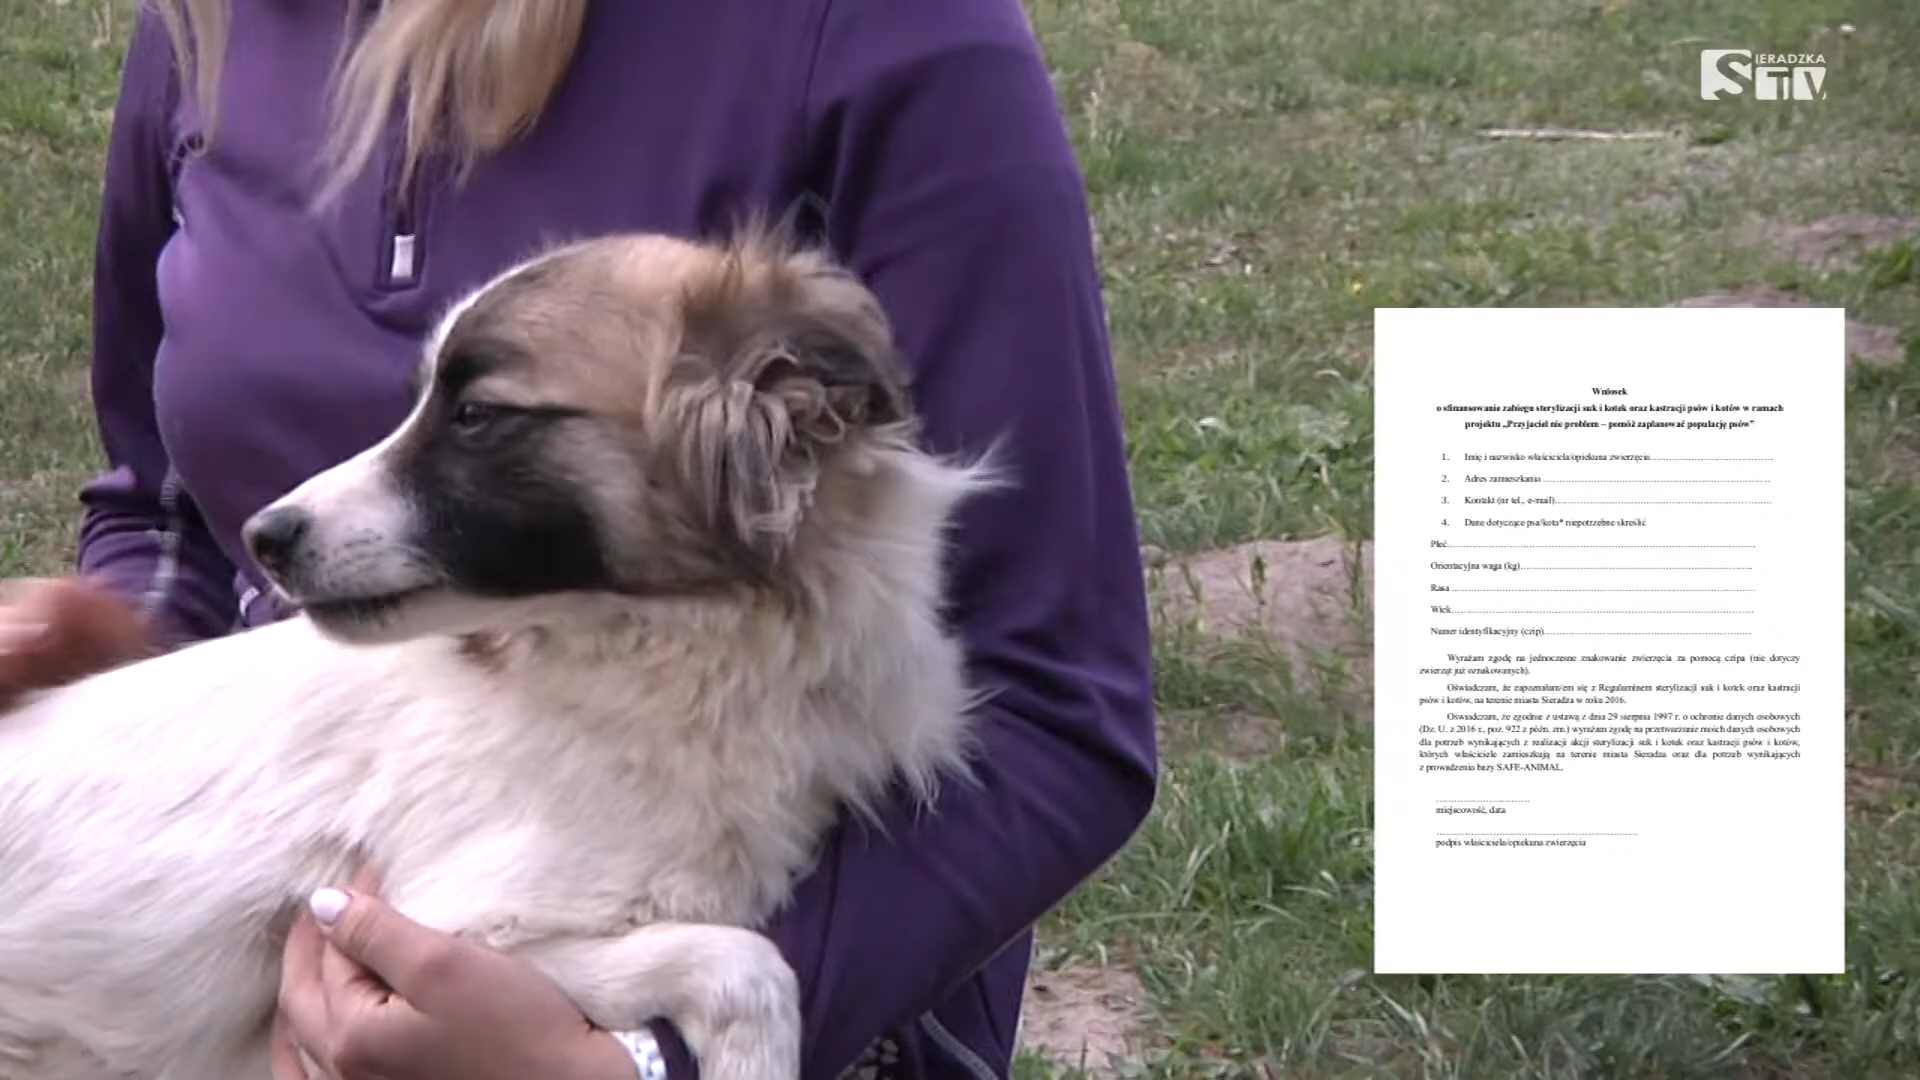 SIERADZKA
TV
Wniosek
o sfinansowanie zabiegu sterylizacji suk i kotek oraz kastracji psów i kotów w ramach
projektu „Przyjaciel nie problem – pomóż zaplanować populację psów”
1. Imię i nazwisko właściciela/opiekuna zwierzęcia..............................
2. Adres zamieszkania ..............................
3. Kontakt (nr tel., e-mail)..............................
4. Dane dotyczące psa/kota* niepotrzebne skreślić
Płeć..............................
Orientacyjna waga (kg)..............................
Rasa ..............................
Wiek..............................
Numer identyfikacyjny (czip)..............................
Wyrażam zgodę na jednoczesne znakowanie zwierzęcia za pomocą czipa (nie dotyczy
zwierząt już oznakowanych).
Oświadczam, że zapoznałam/em się z Regulaminem sterylizacji suk i kotek oraz kastracji
psów i kotów, na terenie miasta Sieradza w roku 2016.
Oświadczam, że zgodnie z ustawą z dnia 29 sierpnia 1997 r. o ochronie danych osobowych
(Dz. U. z 2016 r., poz. 922 z późn. zm.) wyrażam zgodę na przetwarzanie moich danych osobowych
dla potrzeb wynikających z realizacji akcji sterylizacji suk i kotek oraz kastracji psów i kotów,
których właściciele zamieszkują na terenie miasta Sieradza oraz dla potrzeb wynikających
z prowadzenia bazy SAFE-ANIMAL.
..............................
miejscowość, data
..............................
podpis właściciela/opiekuna zwierzęcia